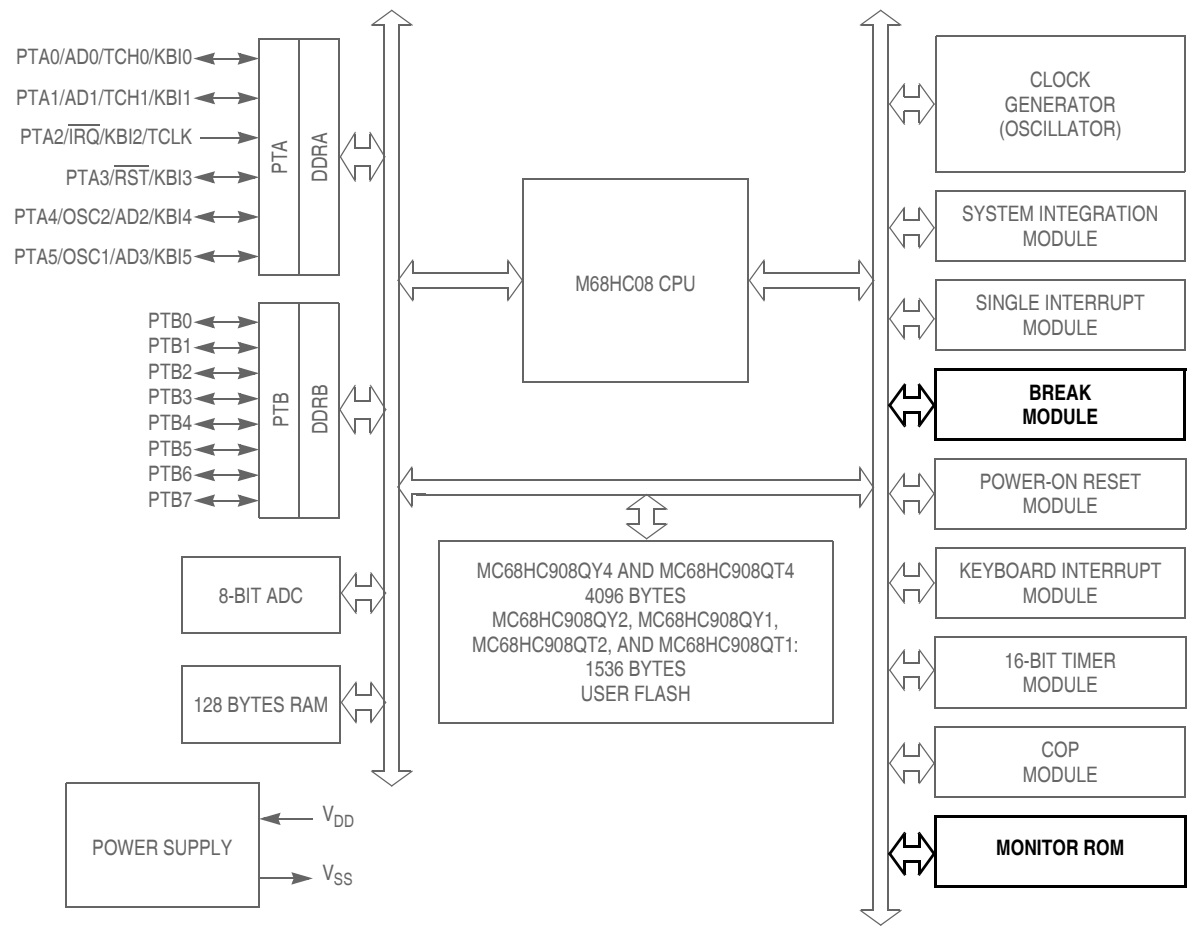 PTA0/AD0/TCH0/KBI0
PTA1/AD1/TCH1/KBI1
PTA2/IRQ/KBI2/TCLK
PTA3/RST/KBI3
PTA4/OSC2/AD2/KBI4
PTA5/OSC1/AD3/KBI5
PTA
DDRA
PTB0
PTB1
PTB2
PTB3
PTB4
PTB5
PTB6
PTB7
PTB
DDRB
8-BIT ADC
128 BYTES RAM
POWER SUPPLY
VDD
VSS
M68HC08 CPU
MC68HC908QY4 AND MC68HC908QT4
4096 BYTES
MC68HC908QY2, MC68HC908QY1,
MC68HC908QT2, AND MC68HC908QT1:
1536 BYTES
USER FLASH
CLOCK
GENERATOR
(OSCILLATOR)
SYSTEM INTEGRATION
MODULE
SINGLE INTERRUPT
MODULE
BREAK
MODULE
POWER-ON RESET
MODULE
KEYBOARD INTERRUPT
MODULE
16-BIT TIMER
MODULE
COP
MODULE
MONITOR ROM